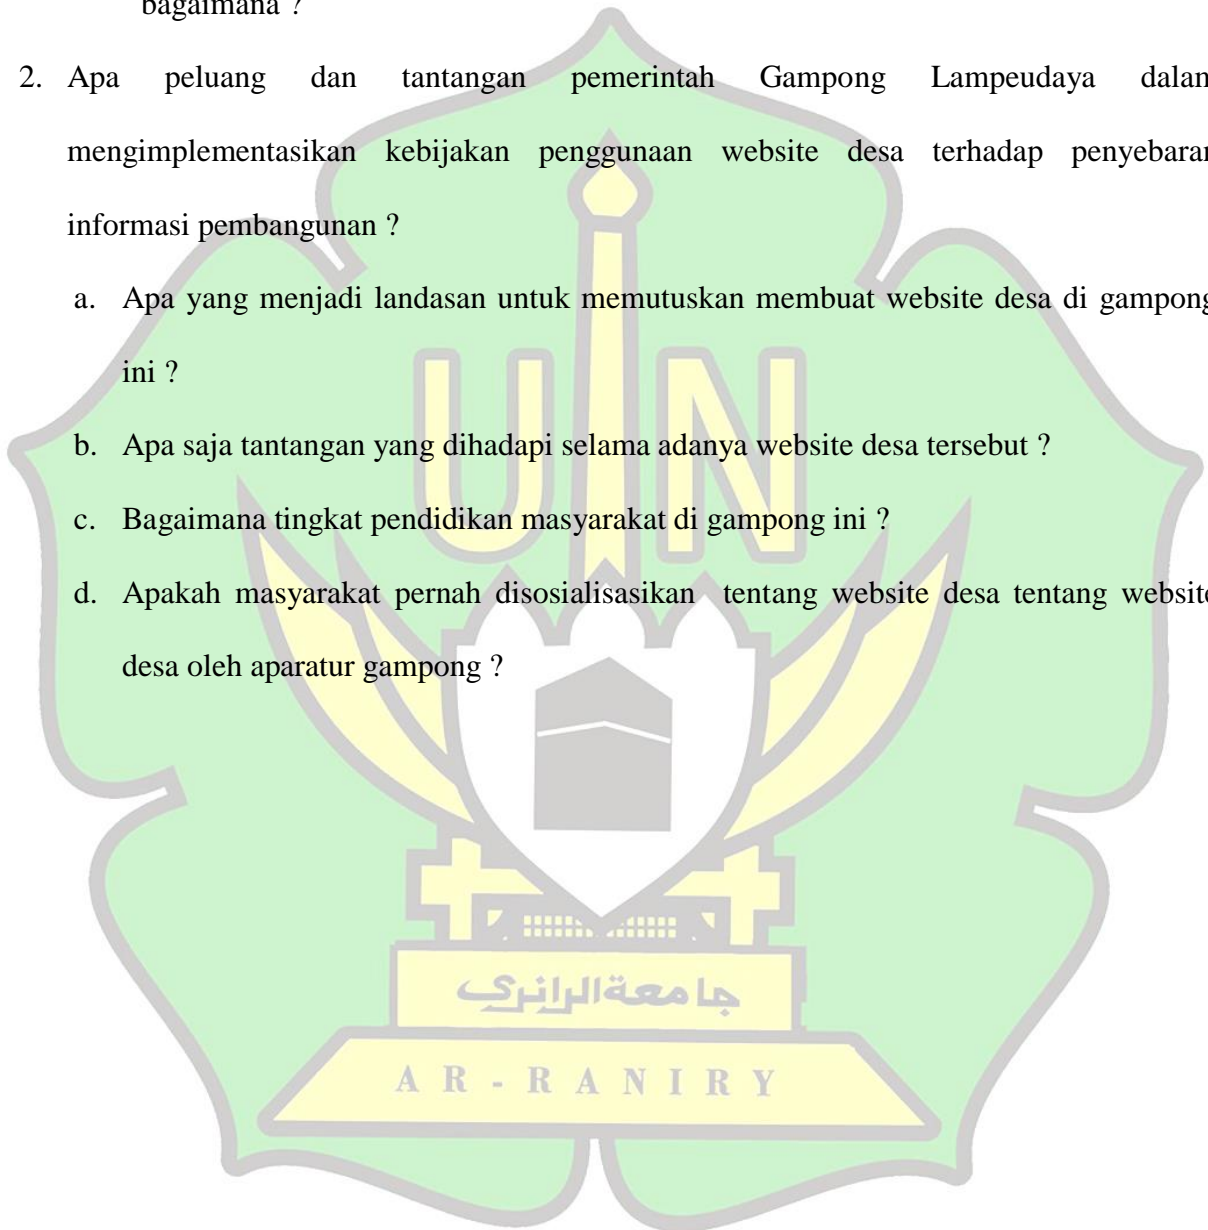 bagaimana ?
2. Apa peluang dan tantangan pemerintah Gampong Lampeudaya dalam
mengimplementasikan kebijakan penggunaan website desa terhadap penyebaran
informasi pembangunan ?
a. Apa yang menjadi landasan untuk memutuskan membuat website desa di gampong
ini ?
b. Apa saja tantangan yang dihadapi selama adanya website desa tersebut ?
c. Bagaimana tingkat pendidikan masyarakat di gampong ini ?
d. Apakah masyarakat pernah disosialisasikan tentang website desa tentang website
desa oleh aparatur gampong ?
UIN
جامعة الرانري
AR-RANIRY